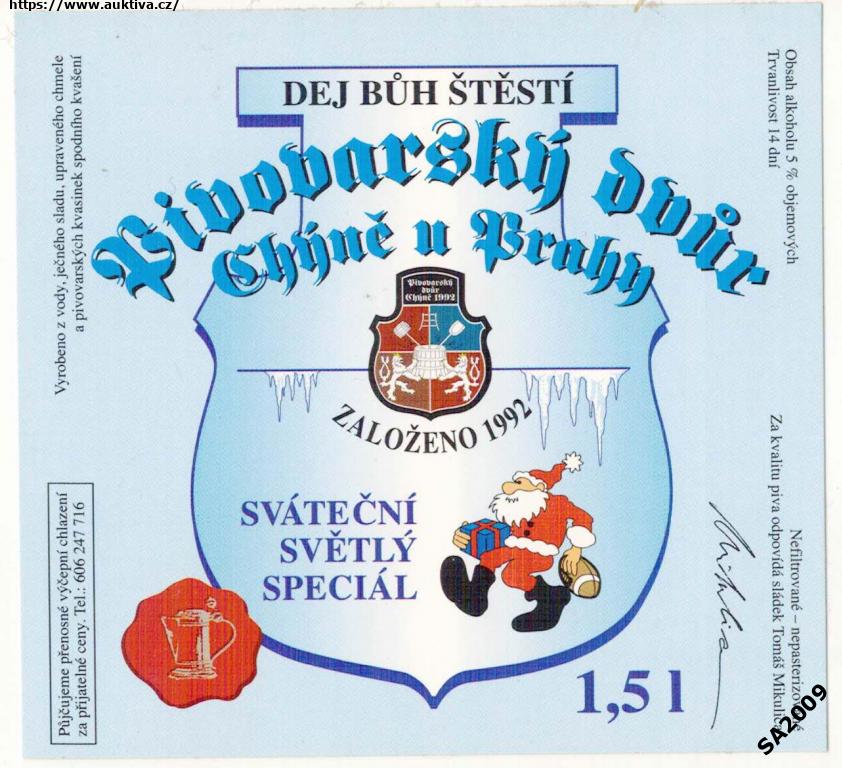 https://www.auktiva.cz/
DEJ BŮH ŠTĚSTÍ
Pivovarský dvůr
Chýně u Prahy
Pivovarský
dvůr
Chýně 1992
ZALOŽENO 1992
SVÁTEČNÍ
SVĚTLÝ
SPECIÁL
1,5 l
Vyrobeno z vody, ječného sladu, upraveného chmele
a pivovarských kvasinek spodního kvašení
Půjčujeme přenosné výčepní chlazení
za přijatelné ceny. Tel.: 606 247 716
Obsah alkoholu 5 % objemových
Trvanlivost 14 dní
Nefiltrované – nepasterizované
Za kvalitu piva odpovídá sládek Tomáš Mikulica
Mikulica
SA2009